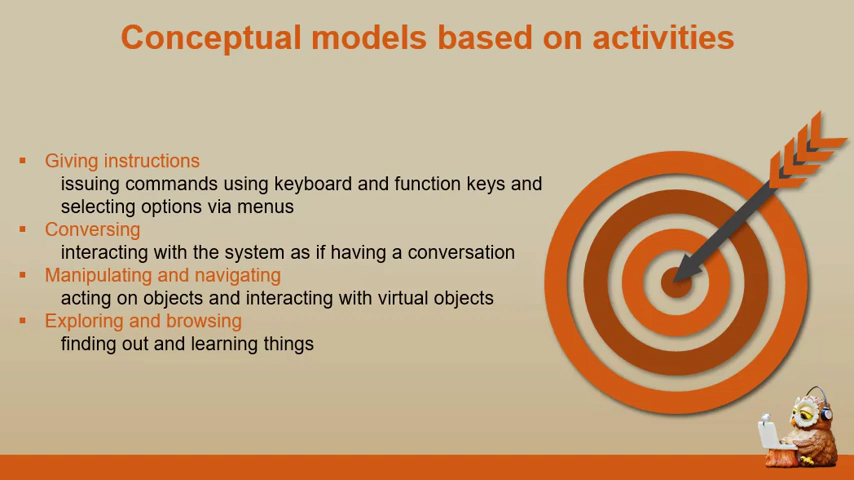 Conceptual models based on activities
▪ Giving instructions
issuing commands using keyboard and function keys and
selecting options via menus
▪ Conversing
interacting with the system as if having a conversation
▪ Manipulating and navigating
acting on objects and interacting with virtual objects
▪ Exploring and browsing
finding out and learning things